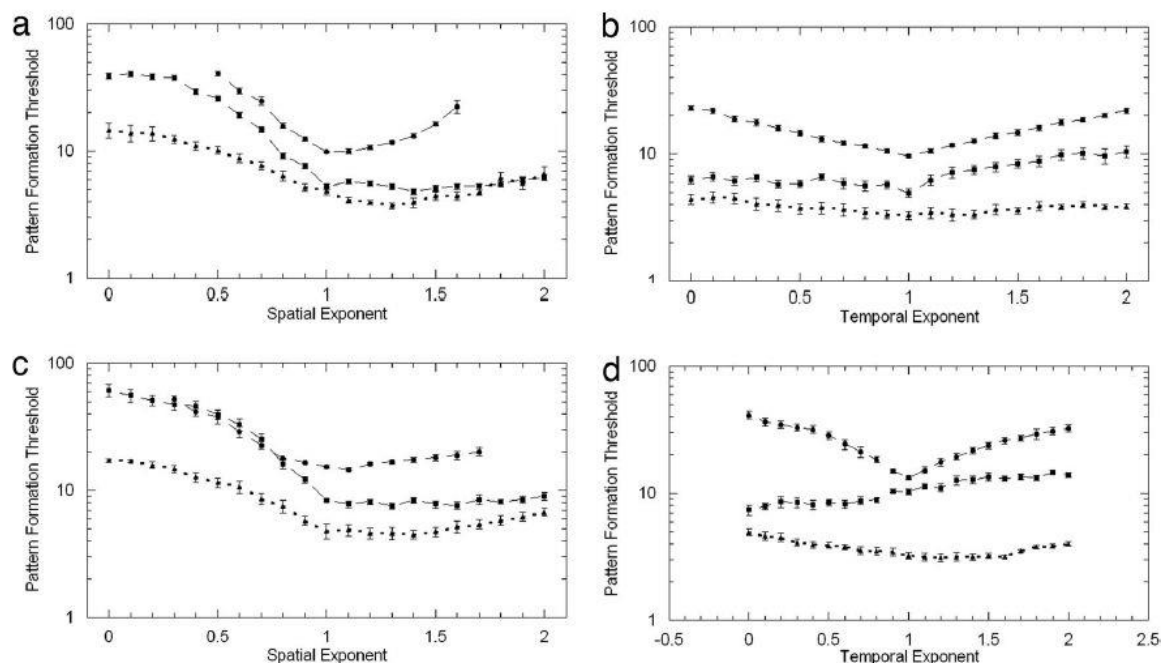 a
100
10
1
Pattern Formation Threshold
0 0.5 1 1.5 2
Spatial Exponent
b
100
10
1
Pattern Formation Threshold
0 0.5 1 1.5 2
Temporal Exponent
c
100
10
1
Pattern Formation Threshold
0 0.5 1 1.5 2
Spatial Exponent
d
100
10
1
Pattern Formation Threshold
-0.5 0 0.5 1 1.5 2 2.5
Temporal Exponent